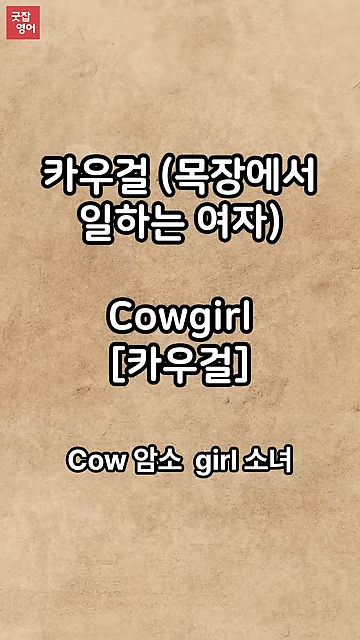 굿잡
영어
카우걸 (목장에서
일하는 여자)
Cowgirl
[카우걸]
Cow 암소 girl 소녀